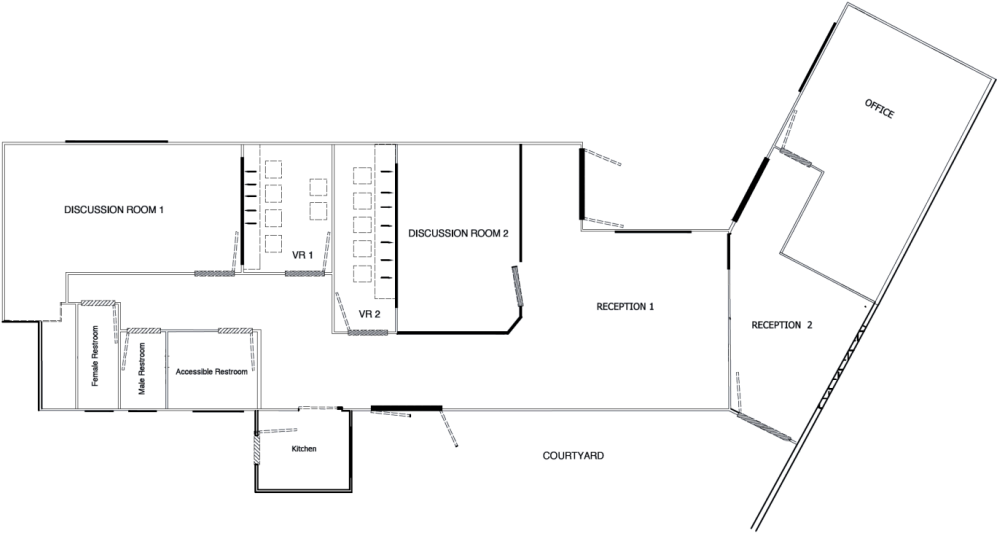 OFFICE
DISCUSSION ROOM 1
VR 1
DISCUSSION ROOM 2
VR 2
RECEPTION 1
RECEPTION 2
Female Restroom
Male Restroom
Accessible Restroom
Kitchen
COURTYARD